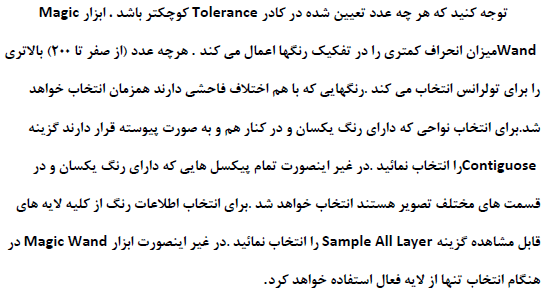 توجه کنید که هر چه عدد تعیین شده در کادر Tolerance کوچکتر باشد . ابزار Magic
Wandمیزان انحراف کمتری را در تفکیک رنگها اعمال می کند . هرچه عدد (از صفر تا ۲۰۰) بالاتری
را برای تولرانس انتخاب می کند .رنگهایی که با هم اختلاف فاحشی دارند همزمان انتخاب خواهد
شد.برای انتخاب نواحی که دارای رنگ یکسان و در کنار هم و به صورت پیوسته قرار دارند گزینه
Contiguoseرا انتخاب نمائید .در غیر اینصورت تمام پیکسل هایی که دارای رنگ یکسان و در
قسمت های مختلف تصویر هستند انتخاب خواهد شد .برای انتخاب اطلاعات رنگ از کلیه لایه های
قابل مشاهده گزینه Sample All Layer را انتخاب نمائید .در غیر اینصورت ابزار Magic Wand در
هنگام انتخاب تنها از لایه فعال استفاده خواهد کرد.